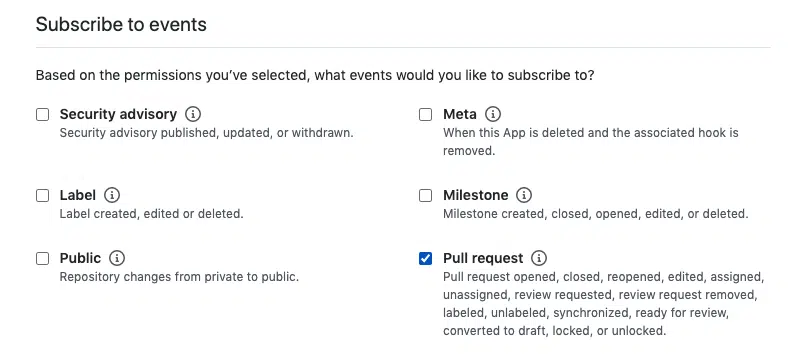 Subscribe to events
Based on the permissions you've selected, what events would you like to subscribe to?
Security advisory
Security advisory published, updated, or withdrawn.
Meta
When this App is deleted and the associated hook is
removed.
Label
Label created, edited or deleted.
Milestone
Milestone created, closed, opened, edited, or deleted.
Public
Repository changes from private to public.
Pull request
Pull request opened, closed, reopened, edited, assigned,
unassigned, review requested, review request removed,
labeled, unlabeled, synchronized, ready for review,
converted to draft, locked, or unlocked.